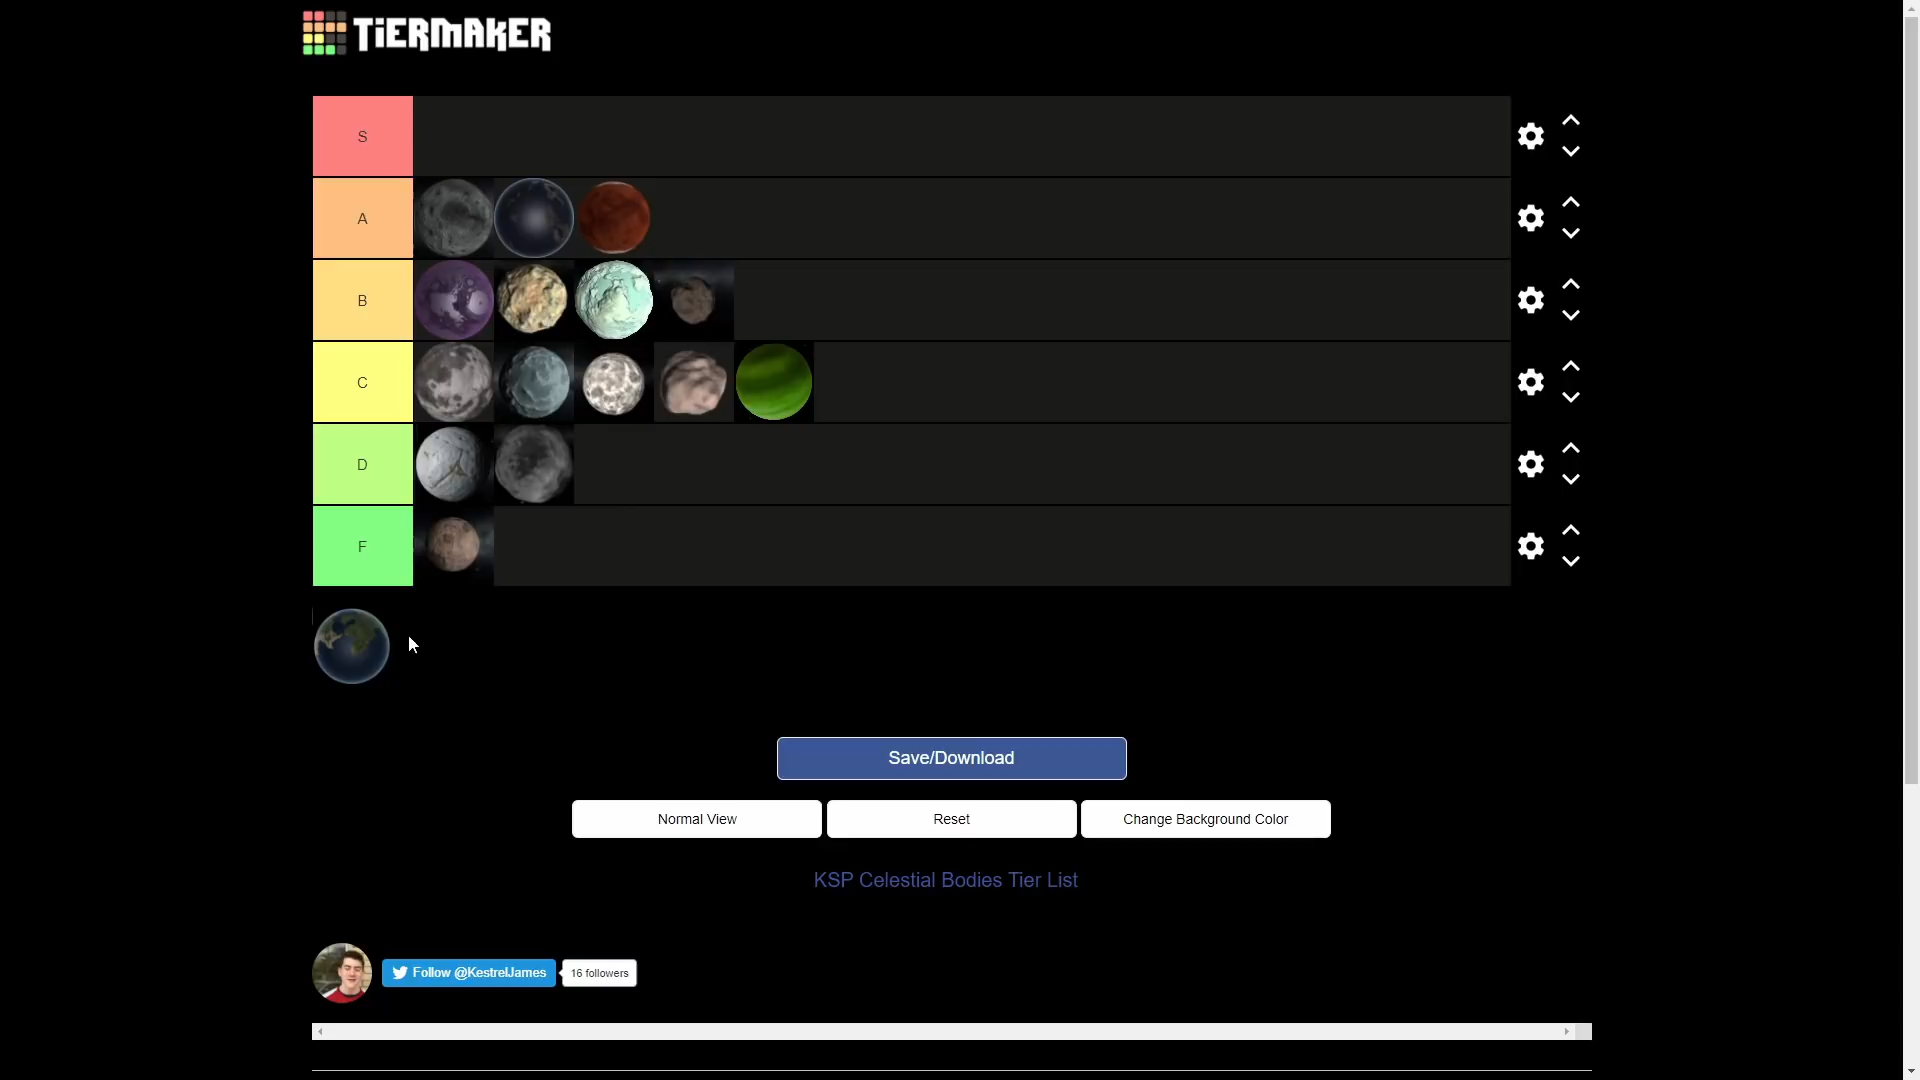 TiERMAKER
S
A
B
C
D
F
Save/Download
Normal View
Reset
Change Background Color
KSP Celestial Bodies Tier List
Follow @KestrelJames
16 followers